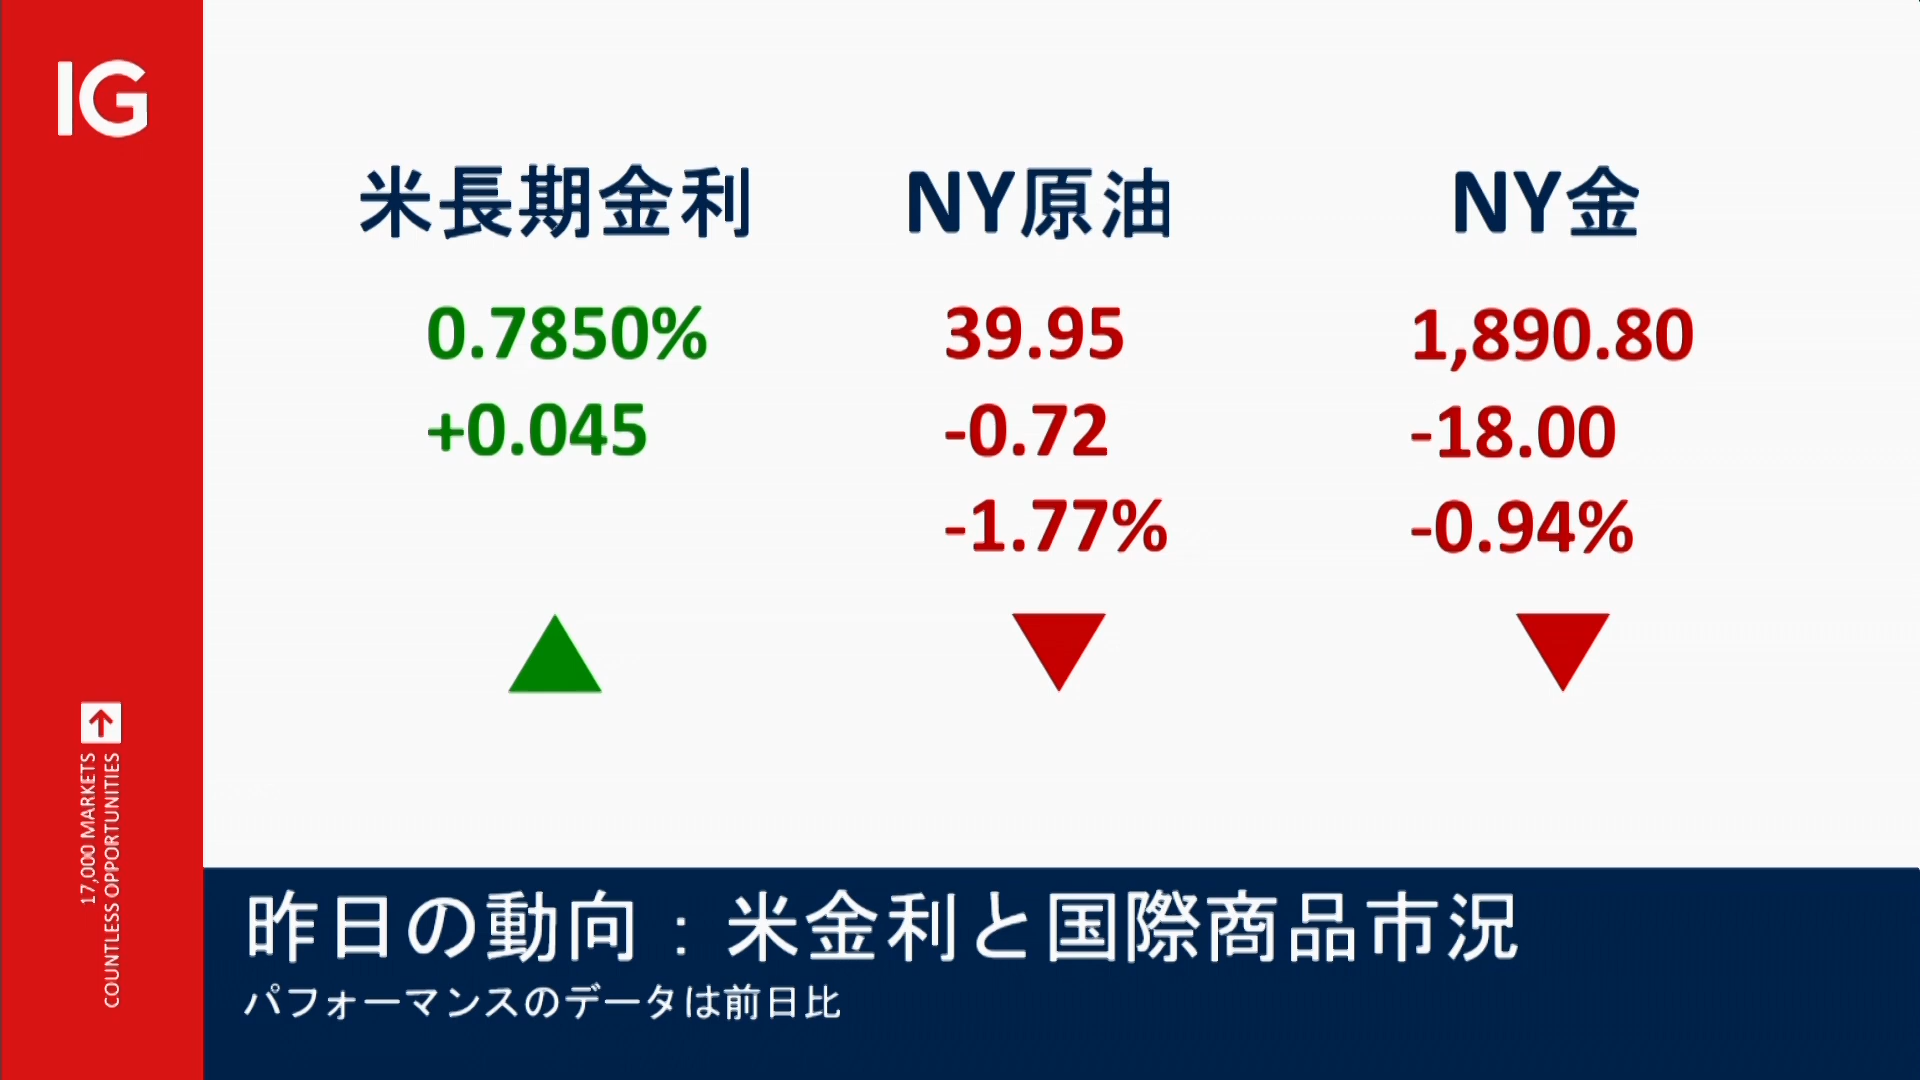 IG
米長期金利
0.7850%
+0.045
NY原油
39.95
-0.72
-1.77%
NY金
1,890.80
-18.00
-0.94%
17,000 MARKETS
COUNTLESS OPPORTUNITIES
昨日の動向：米金利と国際商品市況
パフォーマンスのデータは前日比